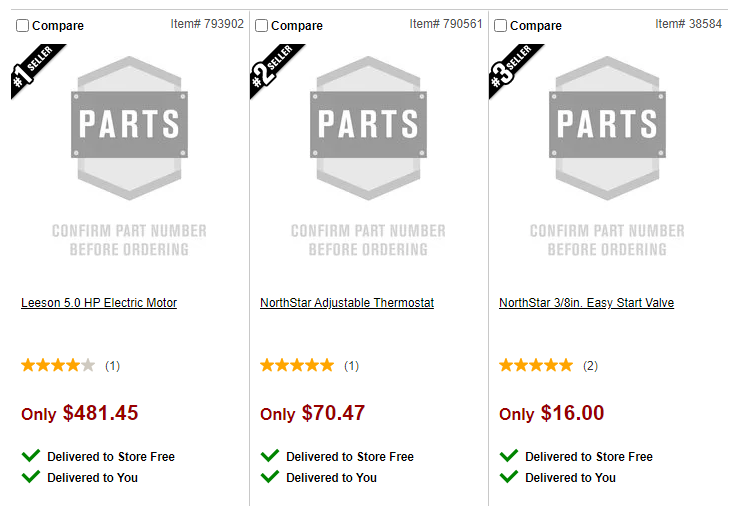 Compare Item# 793902
#1 SELLER
PARTS
CONFIRM PART NUMBER
BEFORE ORDERING
Leeson 5.0 HP Electric Motor
(1)
Only $481.45
Delivered to Store Free
Delivered to You
Compare Item# 790561
#2 SELLER
PARTS
CONFIRM PART NUMBER
BEFORE ORDERING
NorthStar Adjustable Thermostat
(1)
Only $70.47
Delivered to Store Free
Delivered to You
Compare Item# 38584
#3 SELLER
PARTS
CONFIRM PART NUMBER
BEFORE ORDERING
NorthStar 3/8in. Easy Start Valve
(2)
Only $16.00
Delivered to Store Free
Delivered to You